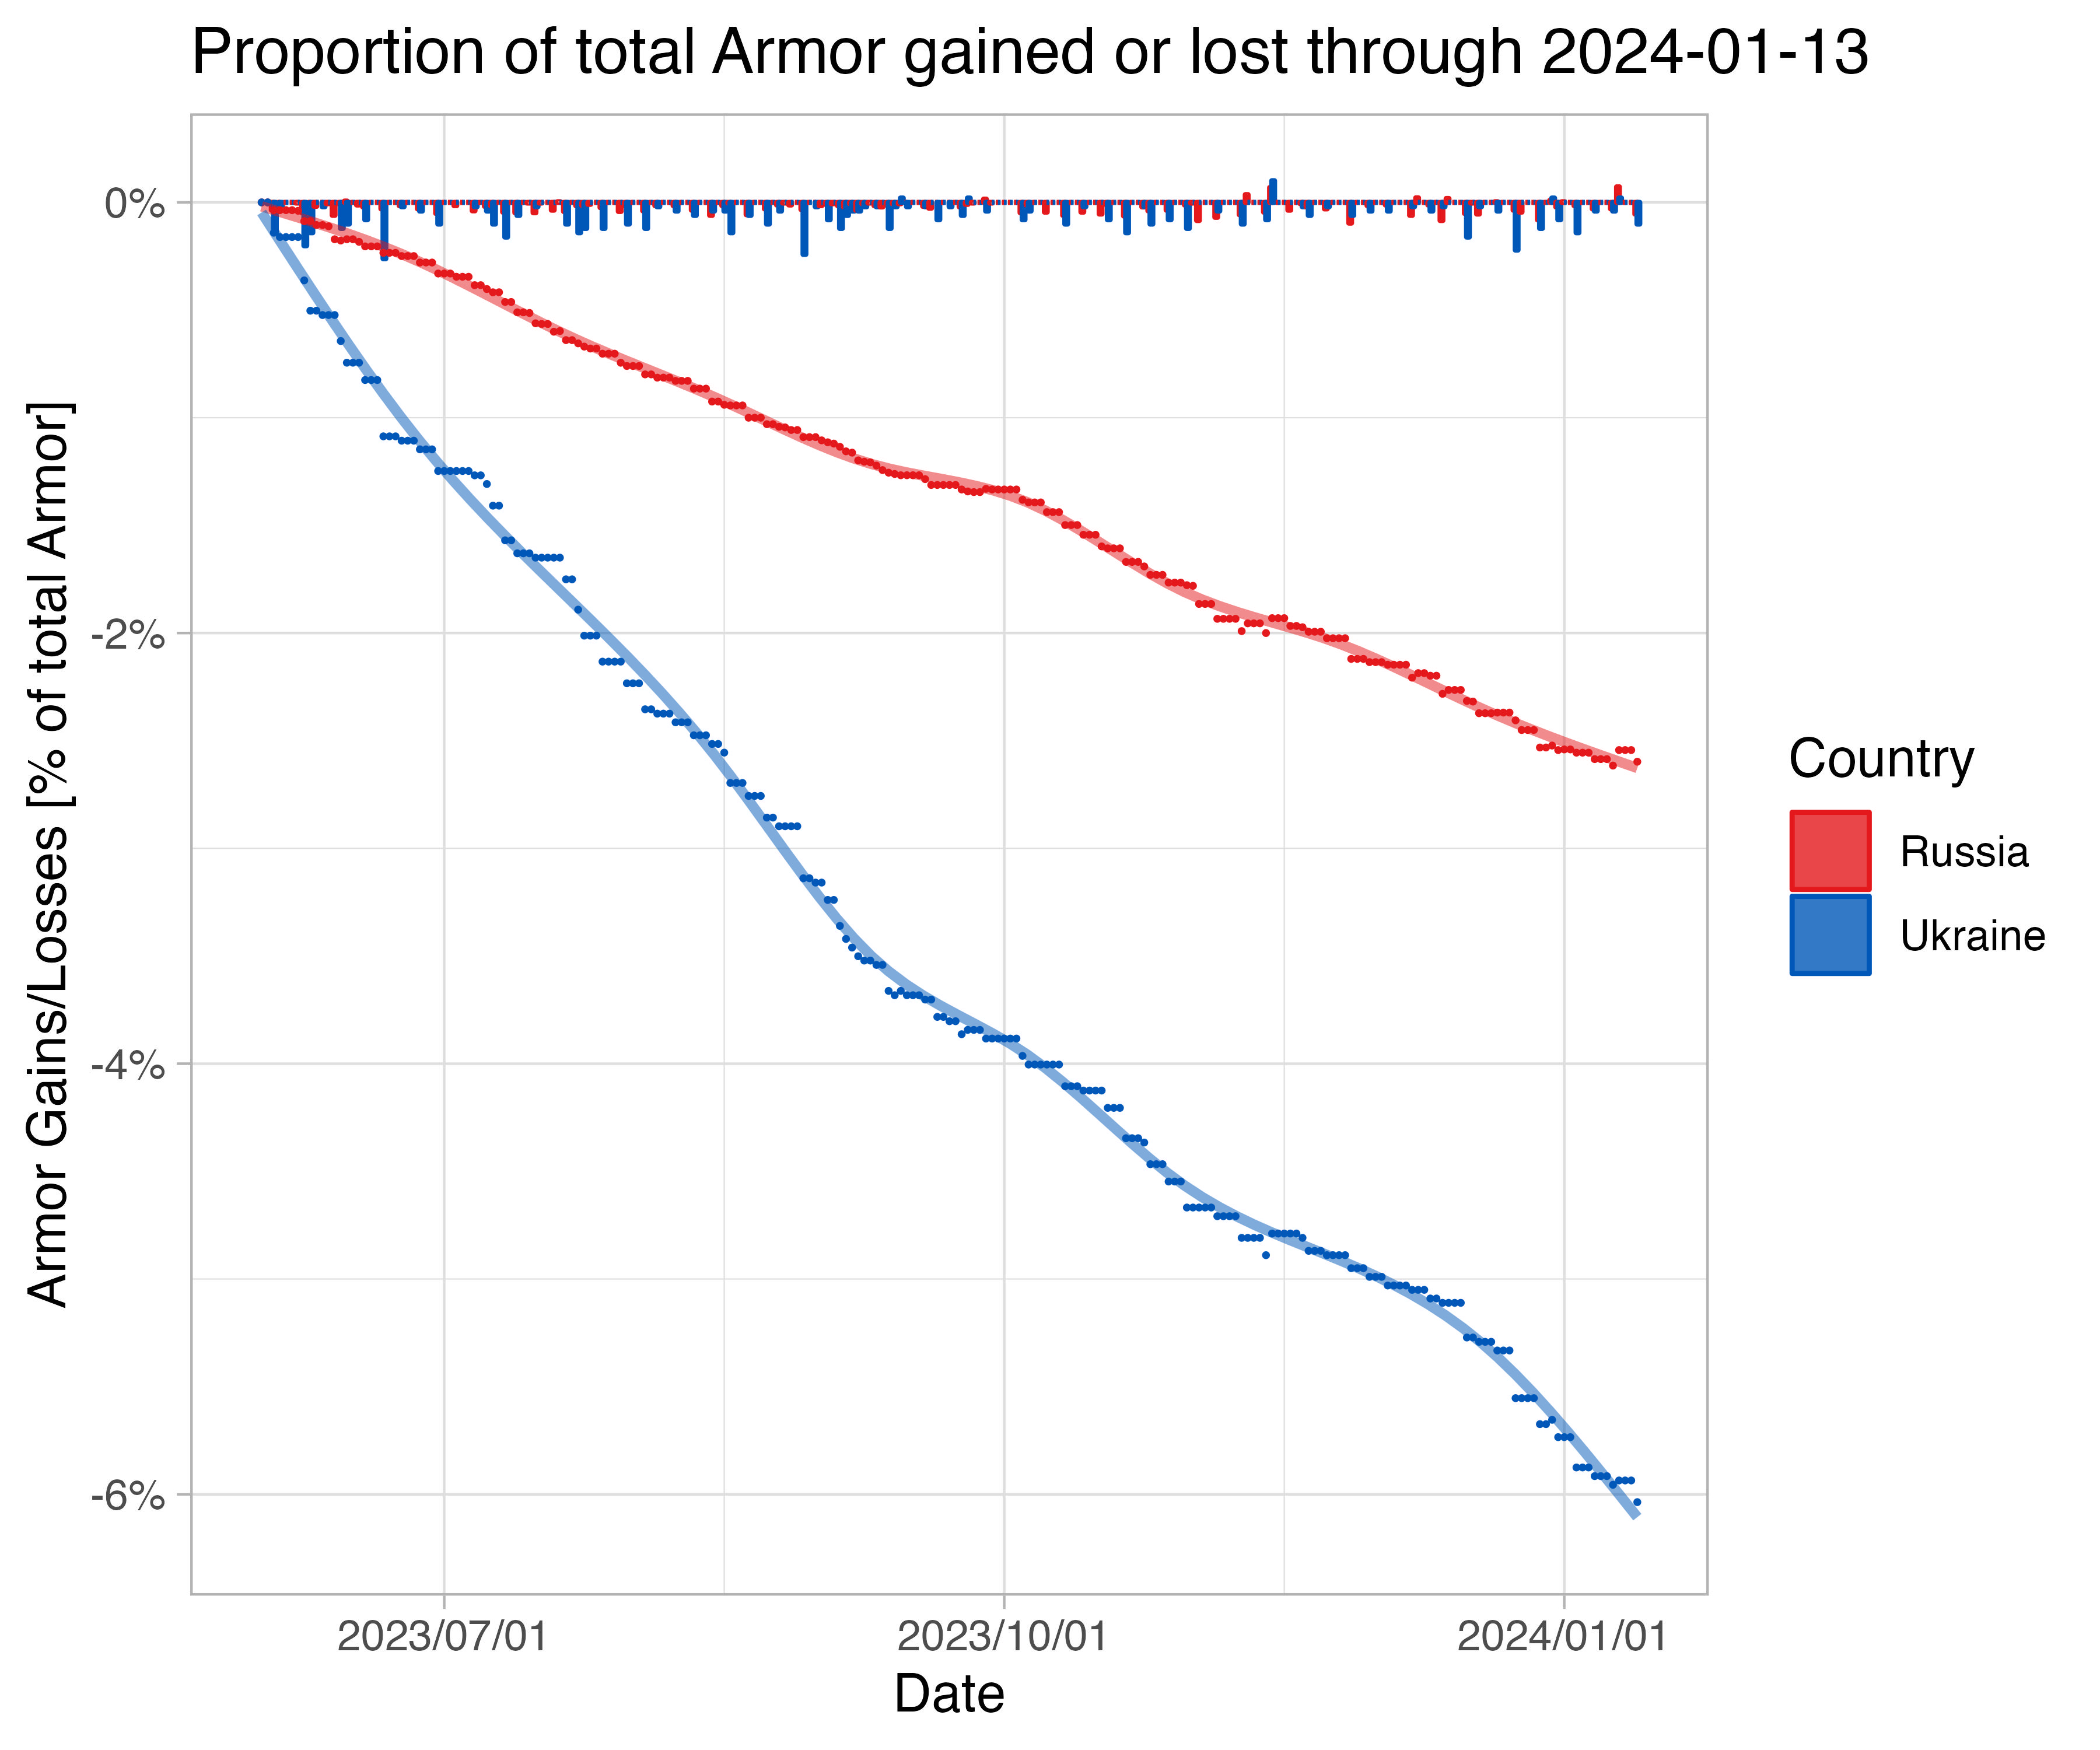 Proportion of total Armor gained or lost through 2024-01-13
Armor Gains/Losses [% of total Armor]
0%
-2%
-4%
-6%
2023/07/01
2023/10/01
2024/01/01
Date
Country
Russia
Ukraine